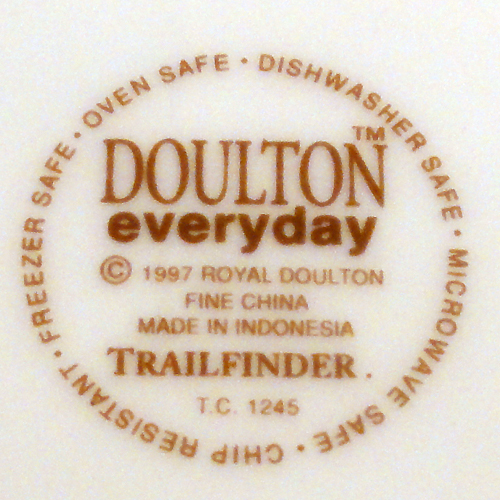 OVEN SAFE · DISHWASHER SAFE · MICROWAVE SAFE · CHIP RESISTANT · FREEZER SAFE ·
DOULTON™
everyday
© 1997 ROYAL DOULTON
FINE CHINA
MADE IN INDONESIA
TRAILFINDER.
T.C. 1245